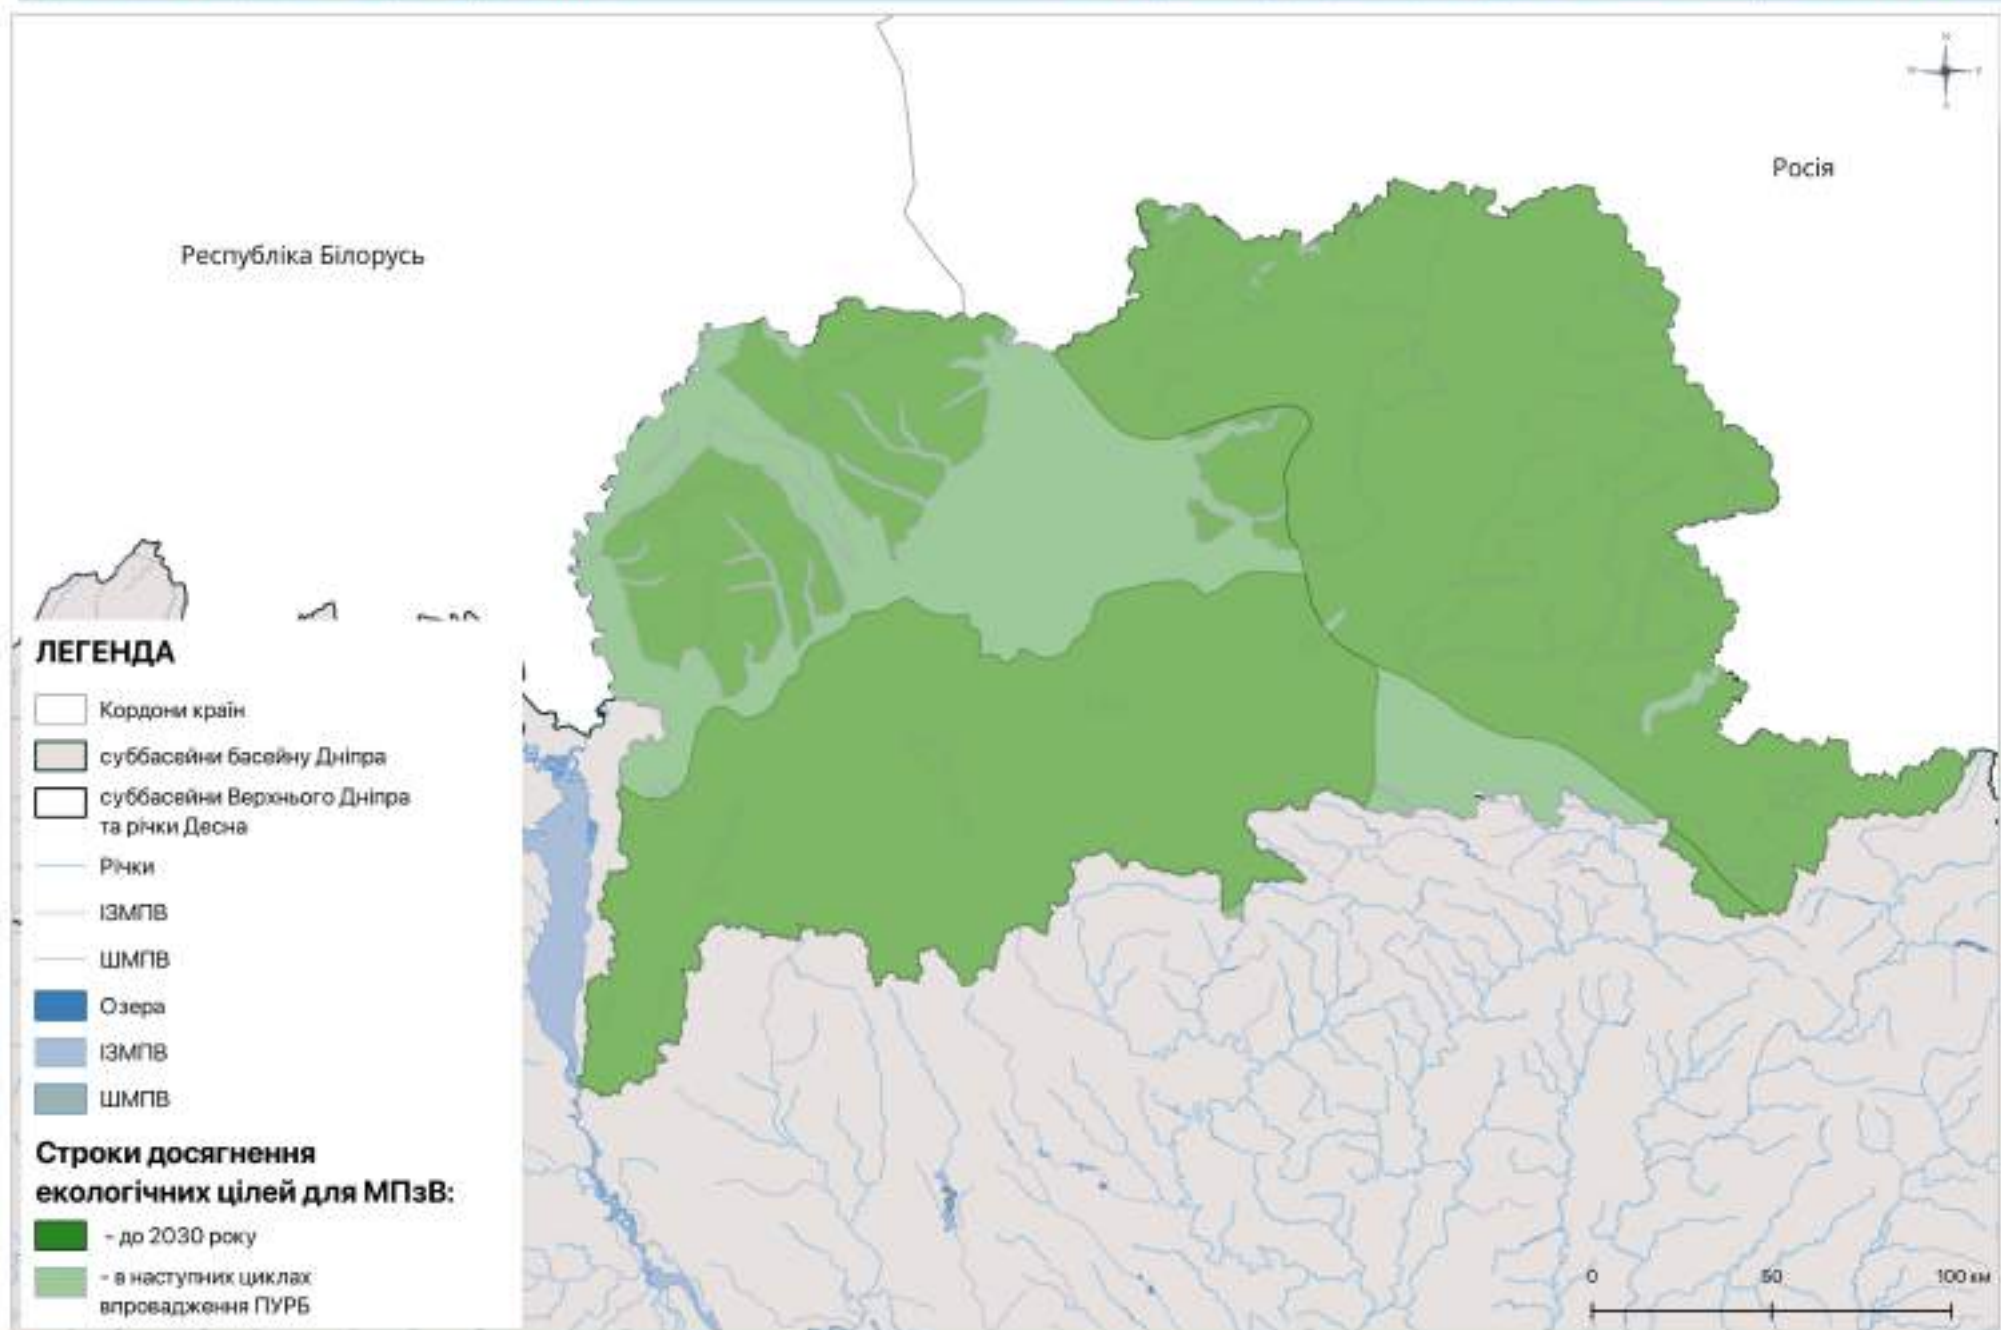 Росія
Республіка Білорусь
ЛЕГЕНДА
Кордони країн
суббасейни басейну Дніпра
суббасейни Верхнього Дніпра
та річки Десна
Річки
ІЗМПВ
ШМПВ
Озера
ІЗМПВ
ШМПВ
Строки досягнення
екологічних цілей для МПзВ:
- до 2030 року
- в наступних циклах
впровадження ПУРБ
0 50 100 км